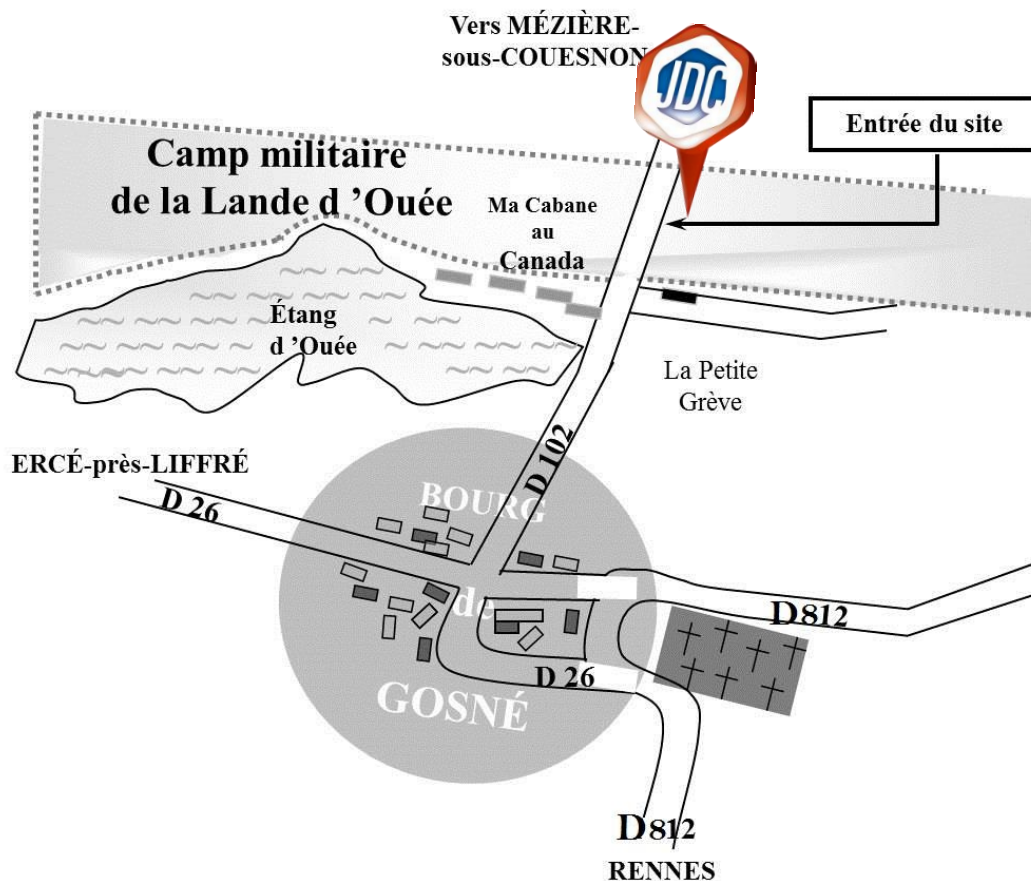 Vers MÉZIÈRE-
sous-COUESNON
JDC
Entrée du site
Camp militaire
de la Lande d ’Ouée
Ma Cabane
au
Canada
Étang
d ’Ouée
La Petite
Grève
D 102
ERCÉ-près-LIFFRÉ
D 26
BOURG
de
D812
D 26
GOSNÉ
D812
RENNES